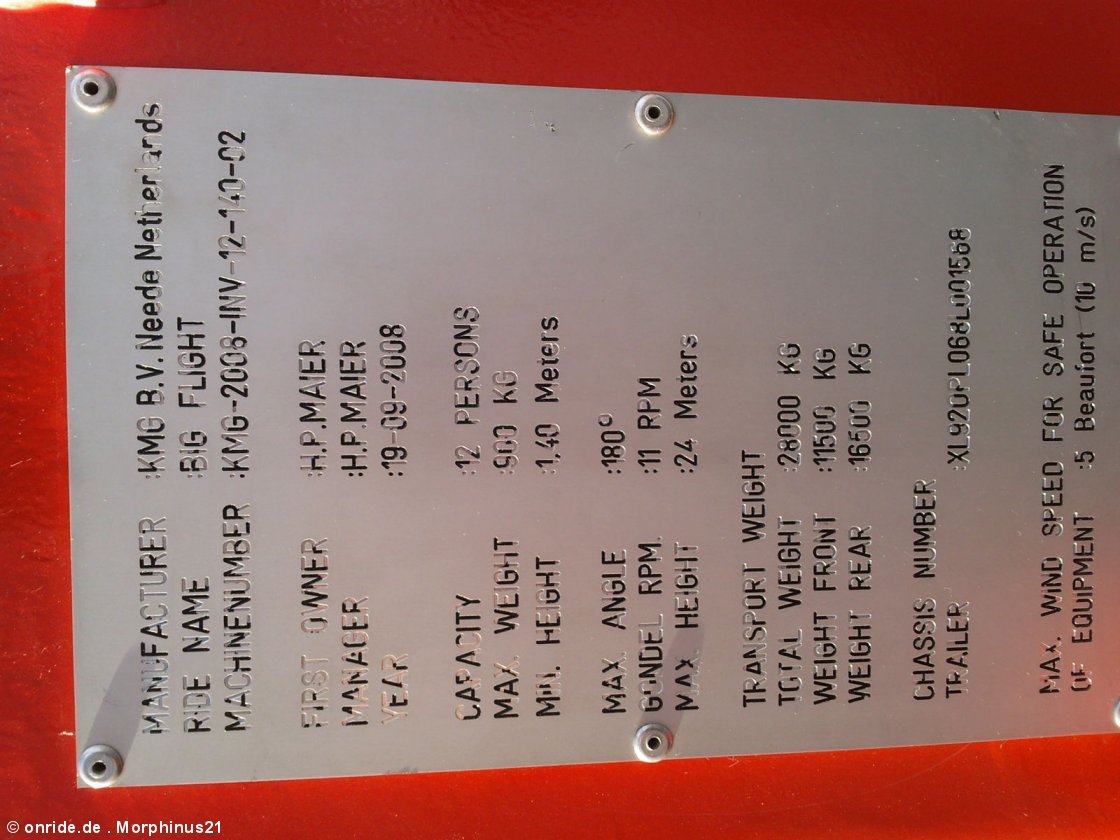 MANUFACTURER :KMG B.V. Neede Netherlands
RIDE NAME :BIG FLIGHT
MACHINENUMBER :KMG-2008-INV-12-140-02
FIRST OWNER :H.P.MAIER
MANAGER :H.P.MAIER
YEAR :19-09-2008
CAPACITY :12 PERSONS
MAX. WEIGHT :900 KG
MIN. HEIGHT :1.40 Meters
MAX. ANGLE :180°
GONDEL RPM. :11 RPM
MAX. HEIGHT :24 Meters
TRANSPORT WEIGHT
TOTAL WEIGHT :28000 KG
WEIGHT FRONT :11500 KG
WEIGHT REAR :16500 KG
CHASSIS NUMBER
TRAILER :XL920PL068L001568
MAX. WIND SPEED FOR SAFE OPERATION
OF EQUIPMENT :5 Beaufort (10 m/s)
© onride.de . Morphinus21